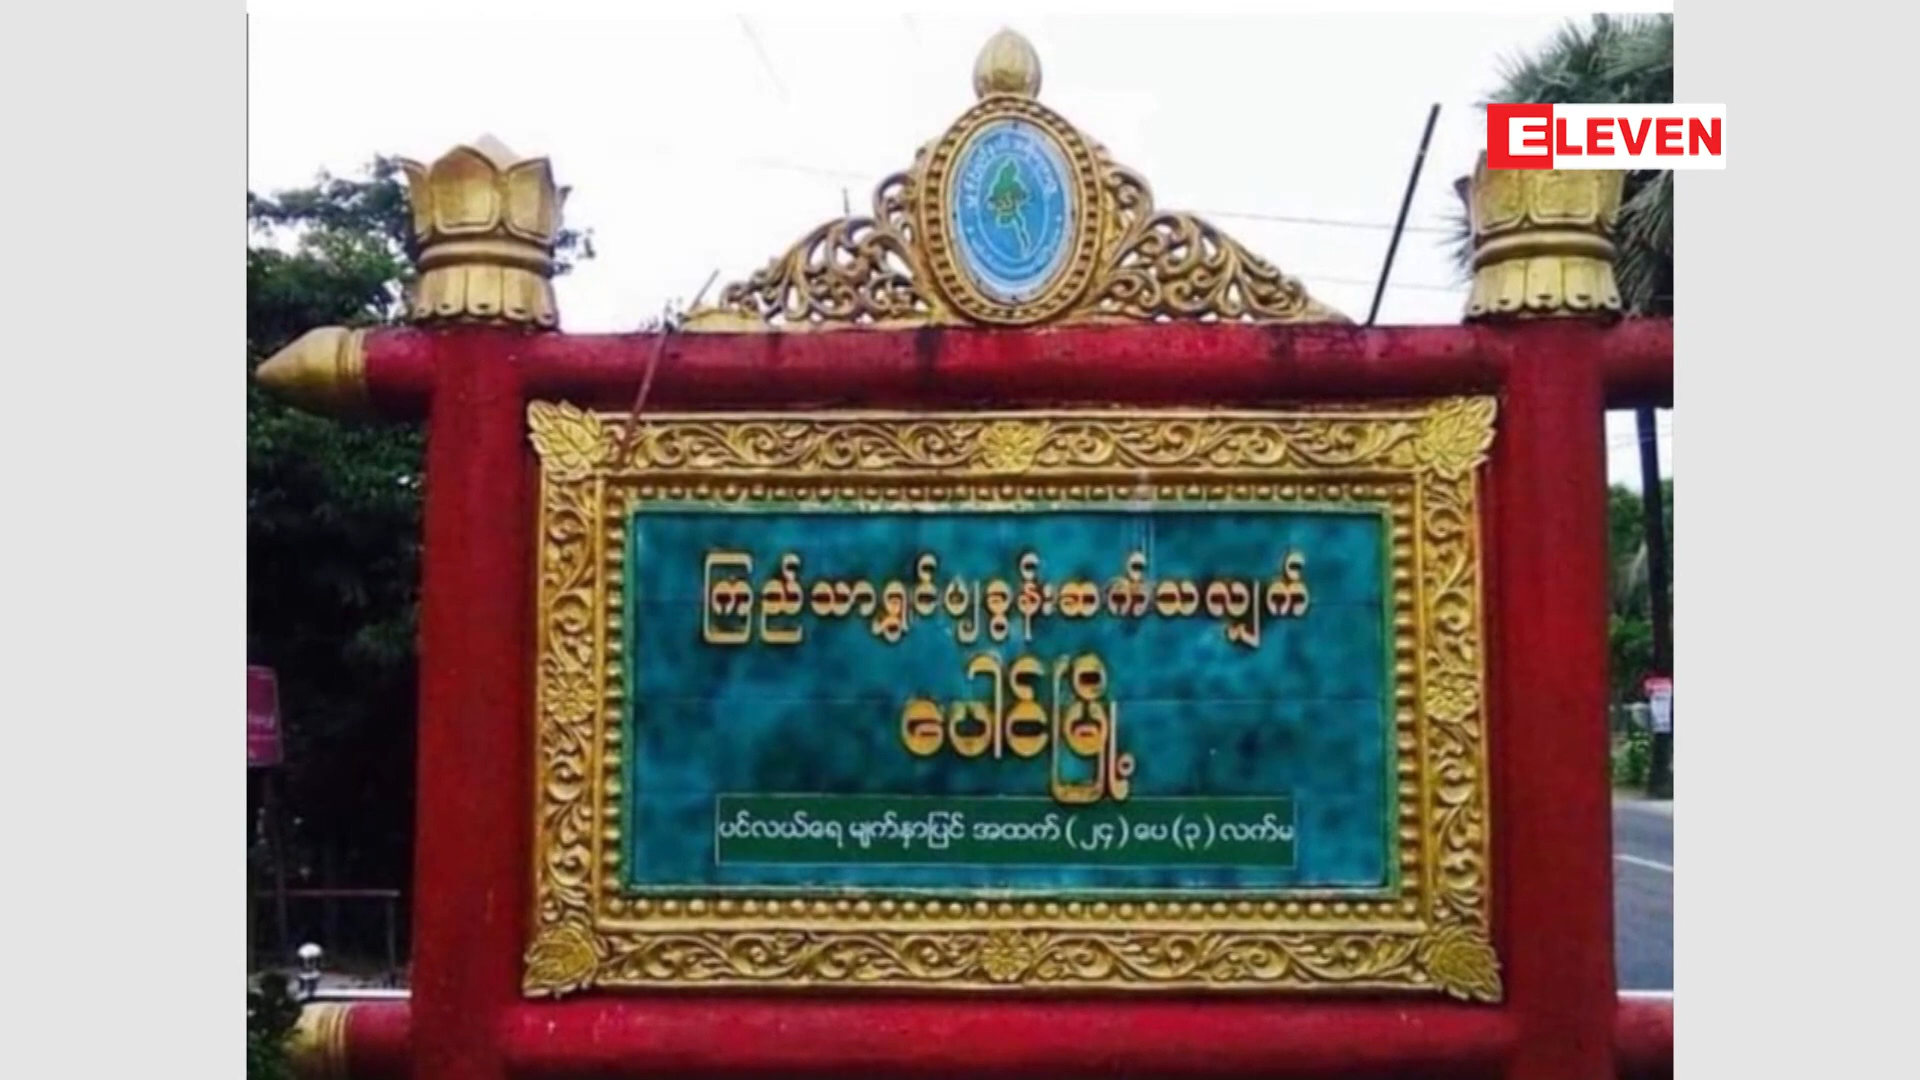 ELEVEN
ကြည်သာရွှင်ပျခွန်းဆက်သလျှက်
ပေါင်မြို့
ပင်လယ်ရေ မျက်နှာပြင် အထက် (၂၄) ပေ (၃) လက်မ